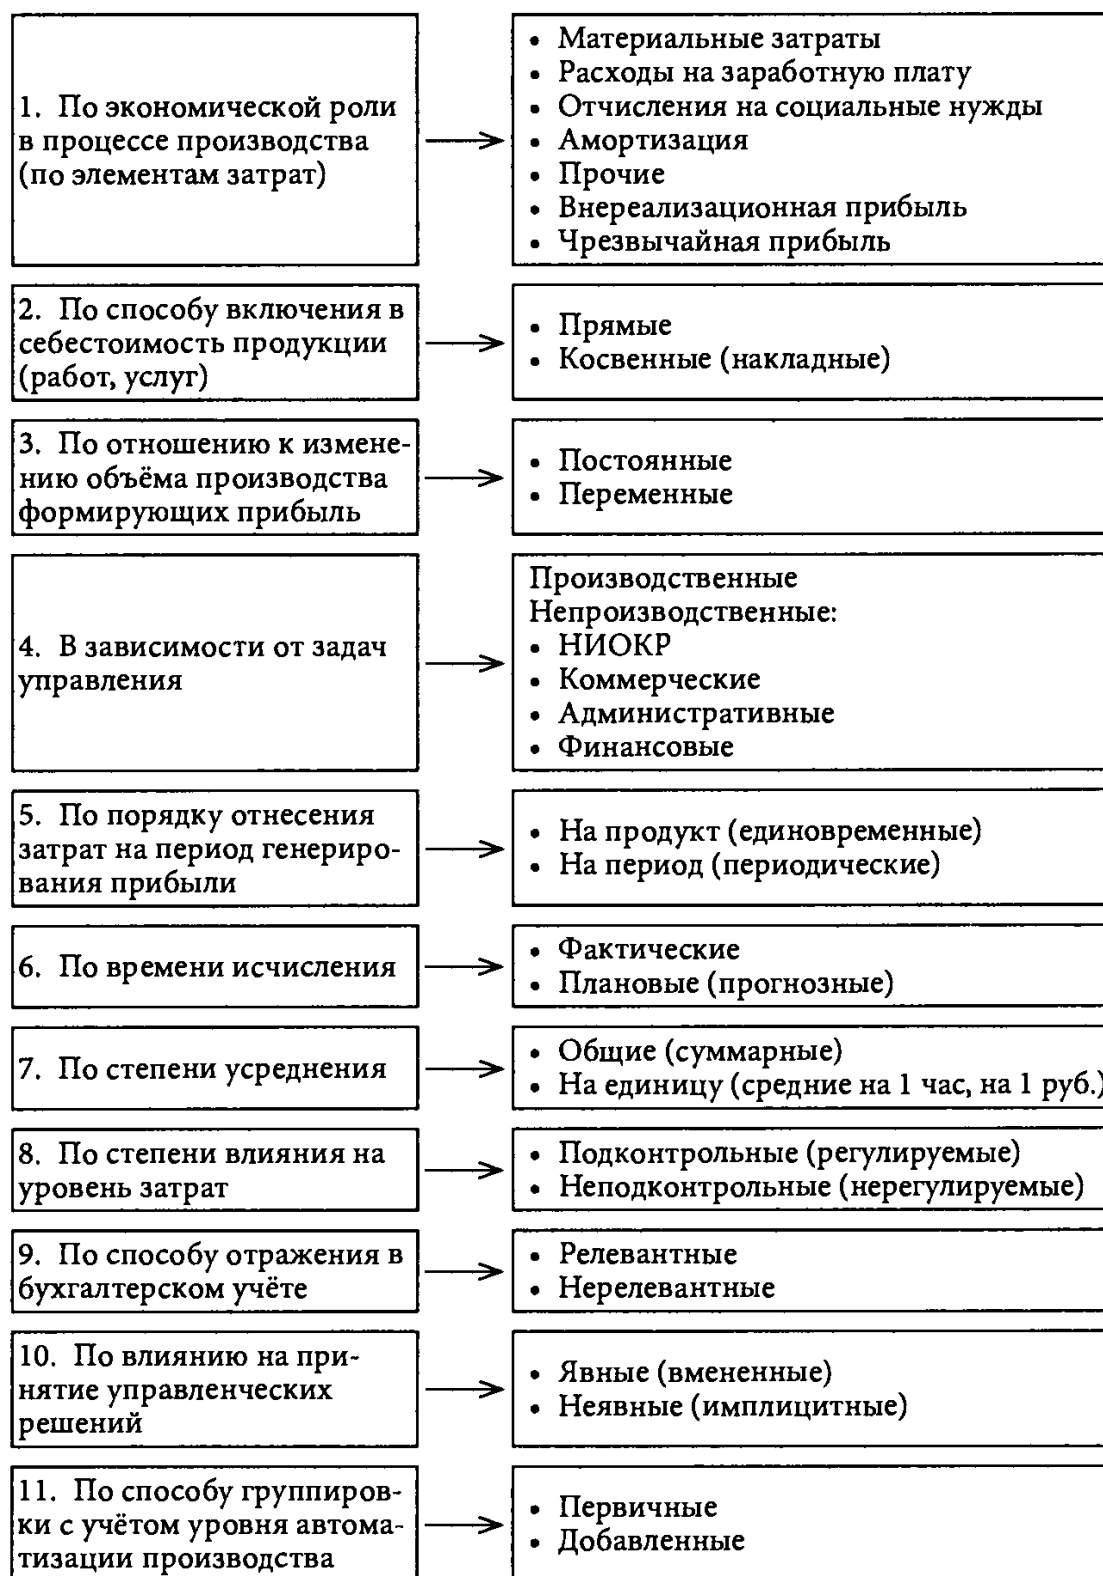 1. По экономической роли
в процессе производства
(по элементам затрат)
• Материальные затраты
• Расходы на заработную плату
• Отчисления на социальные нужды
• Амортизация
• Прочие
• Внереализационная прибыль
• Чрезвычайная прибыль
2. По способу включения в
себестоимость продукции
(работ, услуг)
• Прямые
• Косвенные (накладные)
3. По отношению к измене-
нию объёма производства
формирующих прибыль
• Постоянные
• Переменные
4. В зависимости от задач
управления
Производственные
Непроизводственные:
• НИОКР
• Коммерческие
• Административные
• Финансовые
5. По порядку отнесения
затрат на период генериро-
вания прибыли
• На продукт (единовременные)
• На период (периодические)
6. По времени исчисления
• Фактические
• Плановые (прогнозные)
7. По степени усреднения
• Общие (суммарные)
• На единицу (средние на 1 час, на 1 руб.)
8. По степени влияния на
уровень затрат
• Подконтрольные (регулируемые)
• Неподконтрольные (нерегулируемые)
9. По способу отражения в
бухгалтерском учёте
• Релевантные
• Нерелевантные
10. По влиянию на при-
нятие управленческих
решений
• Явные (вмененные)
• Неявные (имплицитные)
11. По способу группиров-
ки с учётом уровня автома-
тизации производства
• Первичные
• Добавленные